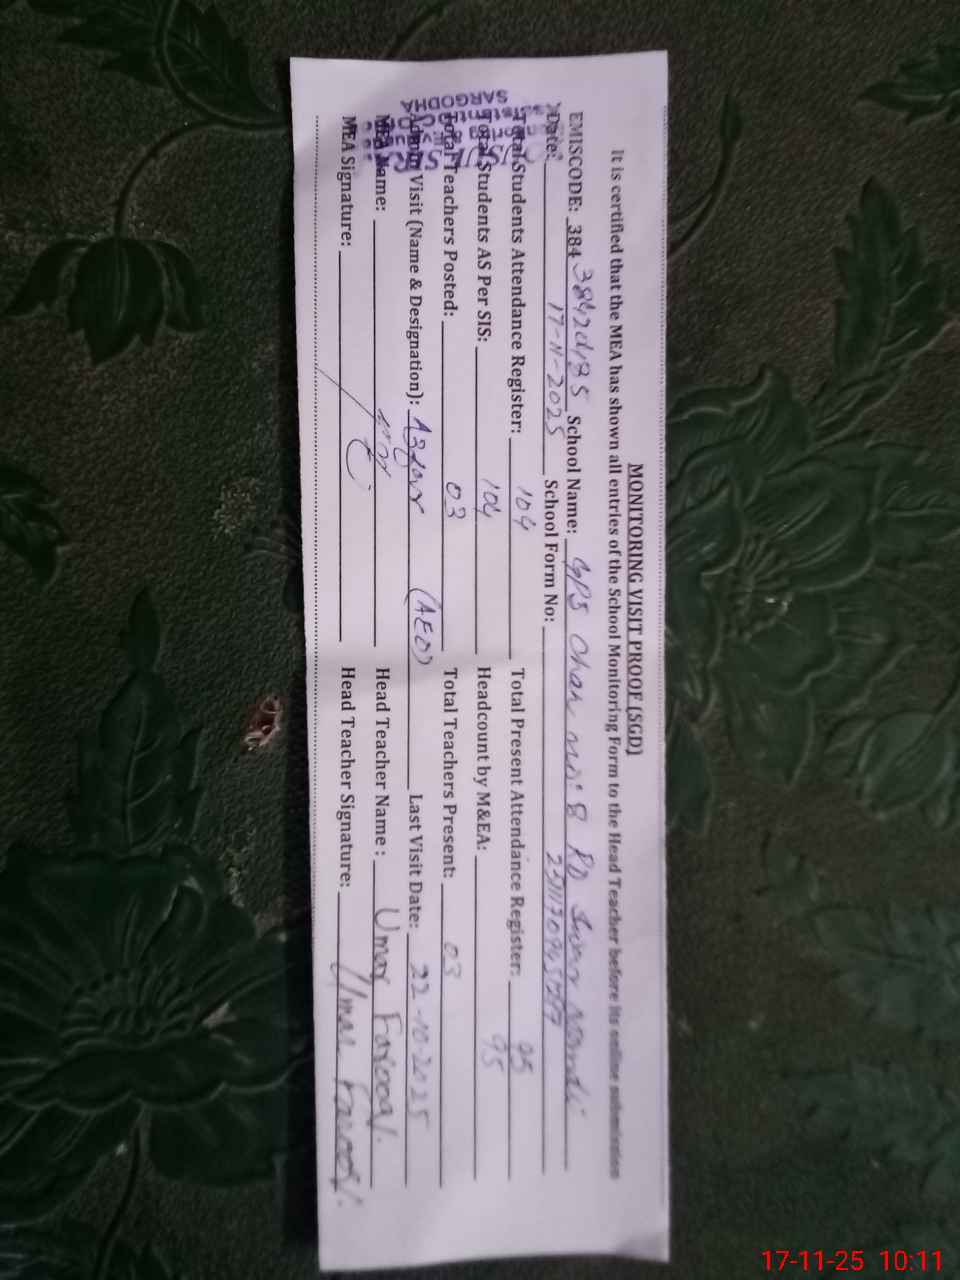 MONITORING VISIT PROOF (SGD)
It is certified that the MEA has shown all entries of the School Monitoring Form to the Head Teacher before its online submission
EMISCODE: 384 School Name: GPS Chak no: 8
Date: 17-11-2025 School Form No:
Total Students Attendance Register: 104 Total Present Attendance Register: 95
Total Students AS Per SIS: 104 Headcount by M&EA: 95
Total Teachers Posted: 03 Total Teachers Present: 03
Admin Visit (Name & Designation): (AEO) Last Visit Date: 22-10-2025
MEA Name: Head Teacher Name: Umar Farooq
MEA Signature: Head Teacher Signature: Umar Farooq
SARGODHA
17-11-25 10:11